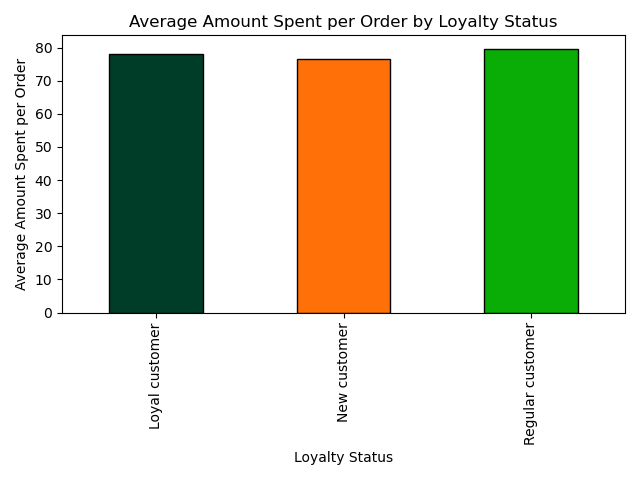 Average Amount Spent per Order by Loyalty Status
Average Amount Spent per Order
80
70
60
50
40
30
20
10
0
Loyal customer
New customer
Regular customer
Loyalty Status